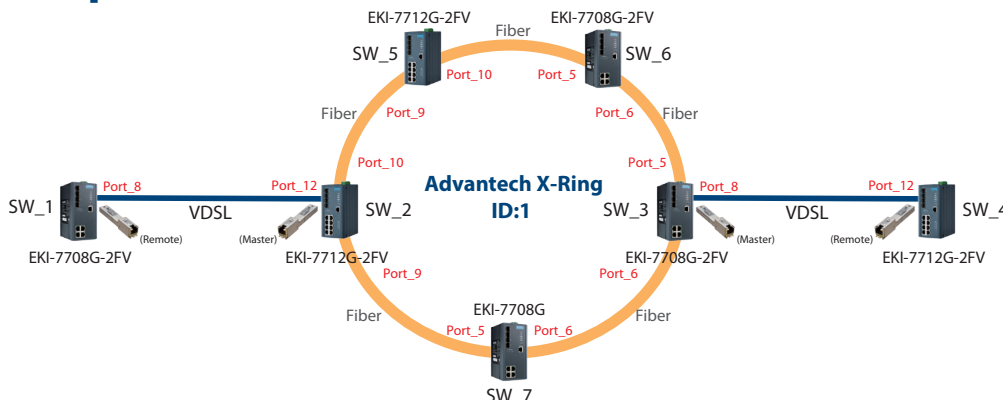 EKI-7712G-2FV
Fiber
EKI-7708G-2FV
SW_5
SW_6
Port_10
Port_5
Fiber
Port_9
Port_6
Fiber
Port_10
Port_5
Advantech X-Ring
ID:1
Port_8
Port_12
Port_8
Port_12
SW_1
VDSL
SW_2
SW_3
VDSL
SW_4
(Remote)
(Master)
(Master)
(Remote)
EKI-7708G-2FV
EKI-7712G-2FV
EKI-7708G-2FV
EKI-7712G-2FV
Port_9
Port_6
EKI-7708G
Fiber
Port_5
Port_6
Fiber
SW_7